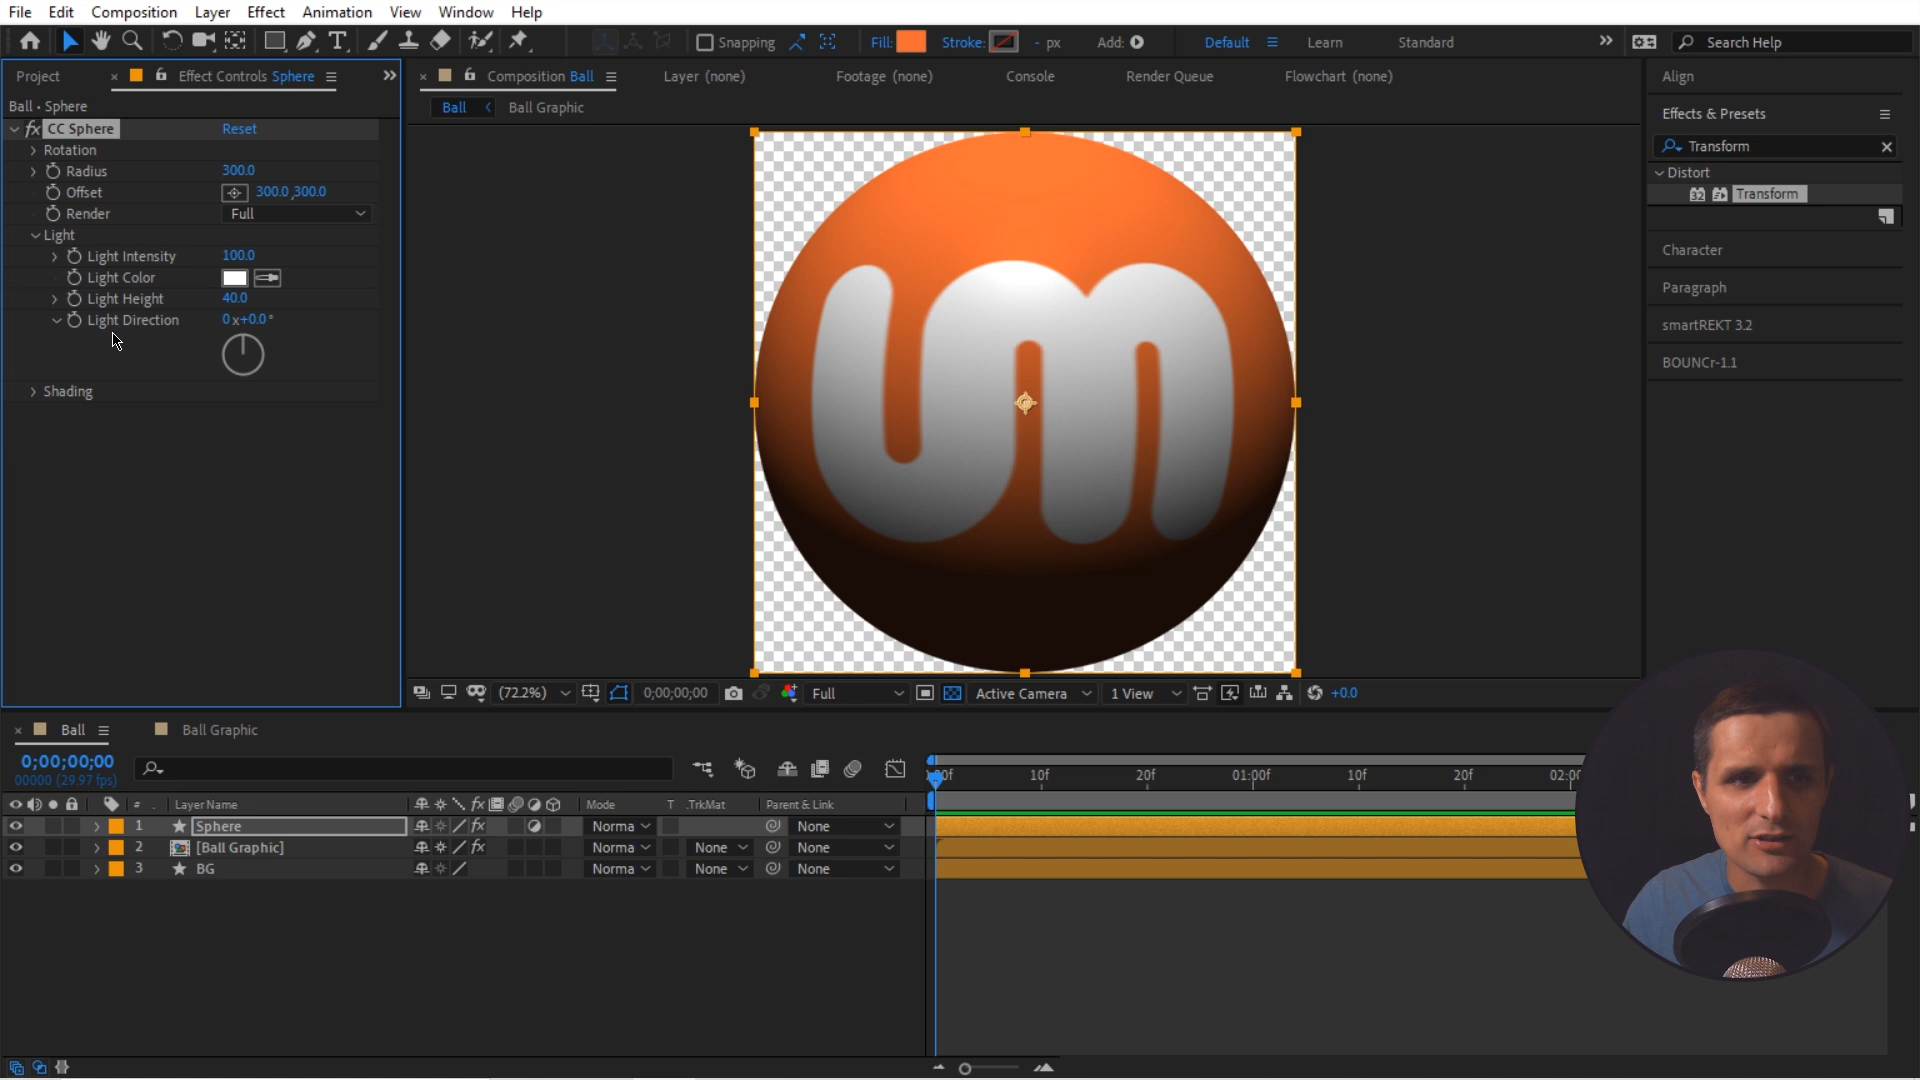 File Edit Composition Layer Effect Animation View Window Help
Snapping Fill: Stroke: - px Add: Default Learn Standard Search Help
Project Effect Controls Sphere
Composition Ball Layer (none) Footage (none) Console Render Queue Flowchart (none)
Align
Ball • Sphere
Ball Ball Graphic
Effects & Presets
fx CC Sphere Reset
Transform
Rotation
Radius 300.0
Distort
Offset 300.0,300.0
32 Transform
Render Full
Light
Character
Light Intensity 100.0
Light Color
Paragraph
Light Height 40.0
Light Direction 0x+0.0°
smartREKT 3.2
BOUNCr-1.1
Shading
um
(72.2%) 0;00;00;00 Full Active Camera 1 View +0.0
Ball Ball Graphic
0;00;00;00
00000 (29.97 fps)
10f 20f 01:00f 10f 20f
# Layer Name fx Mode T .TrkMat Parent & Link
1 Sphere fx Norma None
2 [Ball Graphic] fx Norma None None
3 BG Norma None None